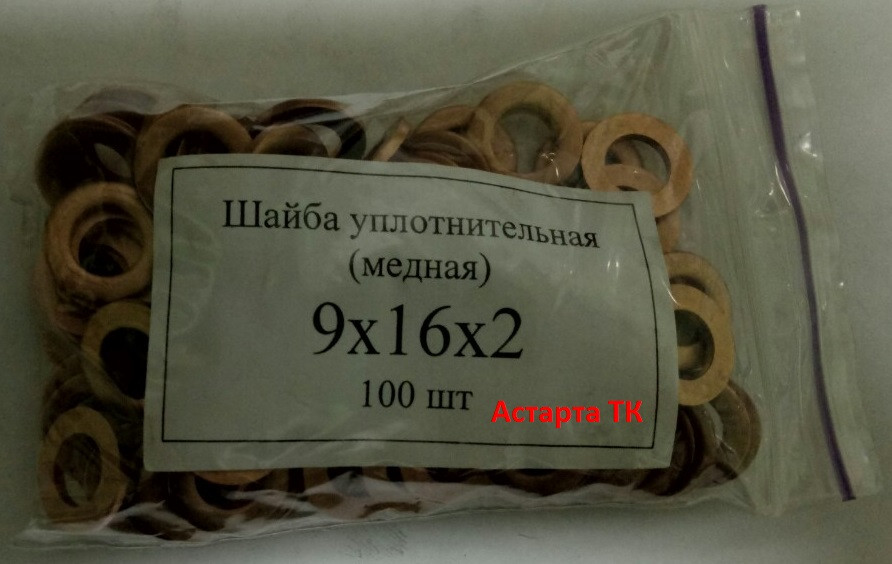 Шайба уплотнительная
(медная)
9х16х2
100 шт
Астарта ТК